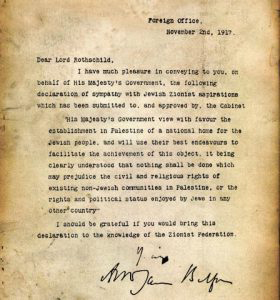 Foreign Office,
November 2nd, 1917.
Dear Lord Rothschild,
I have much pleasure in conveying to you, on
behalf of His Majesty's Government, the following
declaration of sympathy with Jewish Zionist aspirations
which has been submitted to, and approved by, the Cabinet
'His Majesty's Government view with favour the
establishment in Palestine of a national home for the
Jewish people, and will use their best endeavours to
facilitate the achievement of this object, it being
clearly understood that nothing shall be done which
may prejudice the civil and religious rights of
existing non-Jewish communities in Palestine, or the
rights and political status enjoyed by Jews in any
other country'
I should be grateful if you would bring this
declaration to the knowledge of the Zionist Federation.